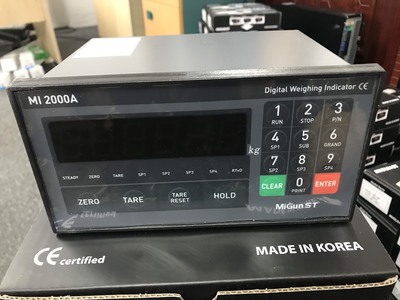 MI 2000A
Digital Weighing Indicator CE
1 2 3
RUN STOP P/N
4 5 6
SP1 SUB GRAND
kg
7 8 9
SP2 SP3 SP4
STEADY ZERO TARE SP1 SP2 SP3 SP4 RTxD
CLEAR 0 ENTER
PRINT
ZERO TARE TARE RESET HOLD
MiGunST
CE certified
MADE IN KOREA